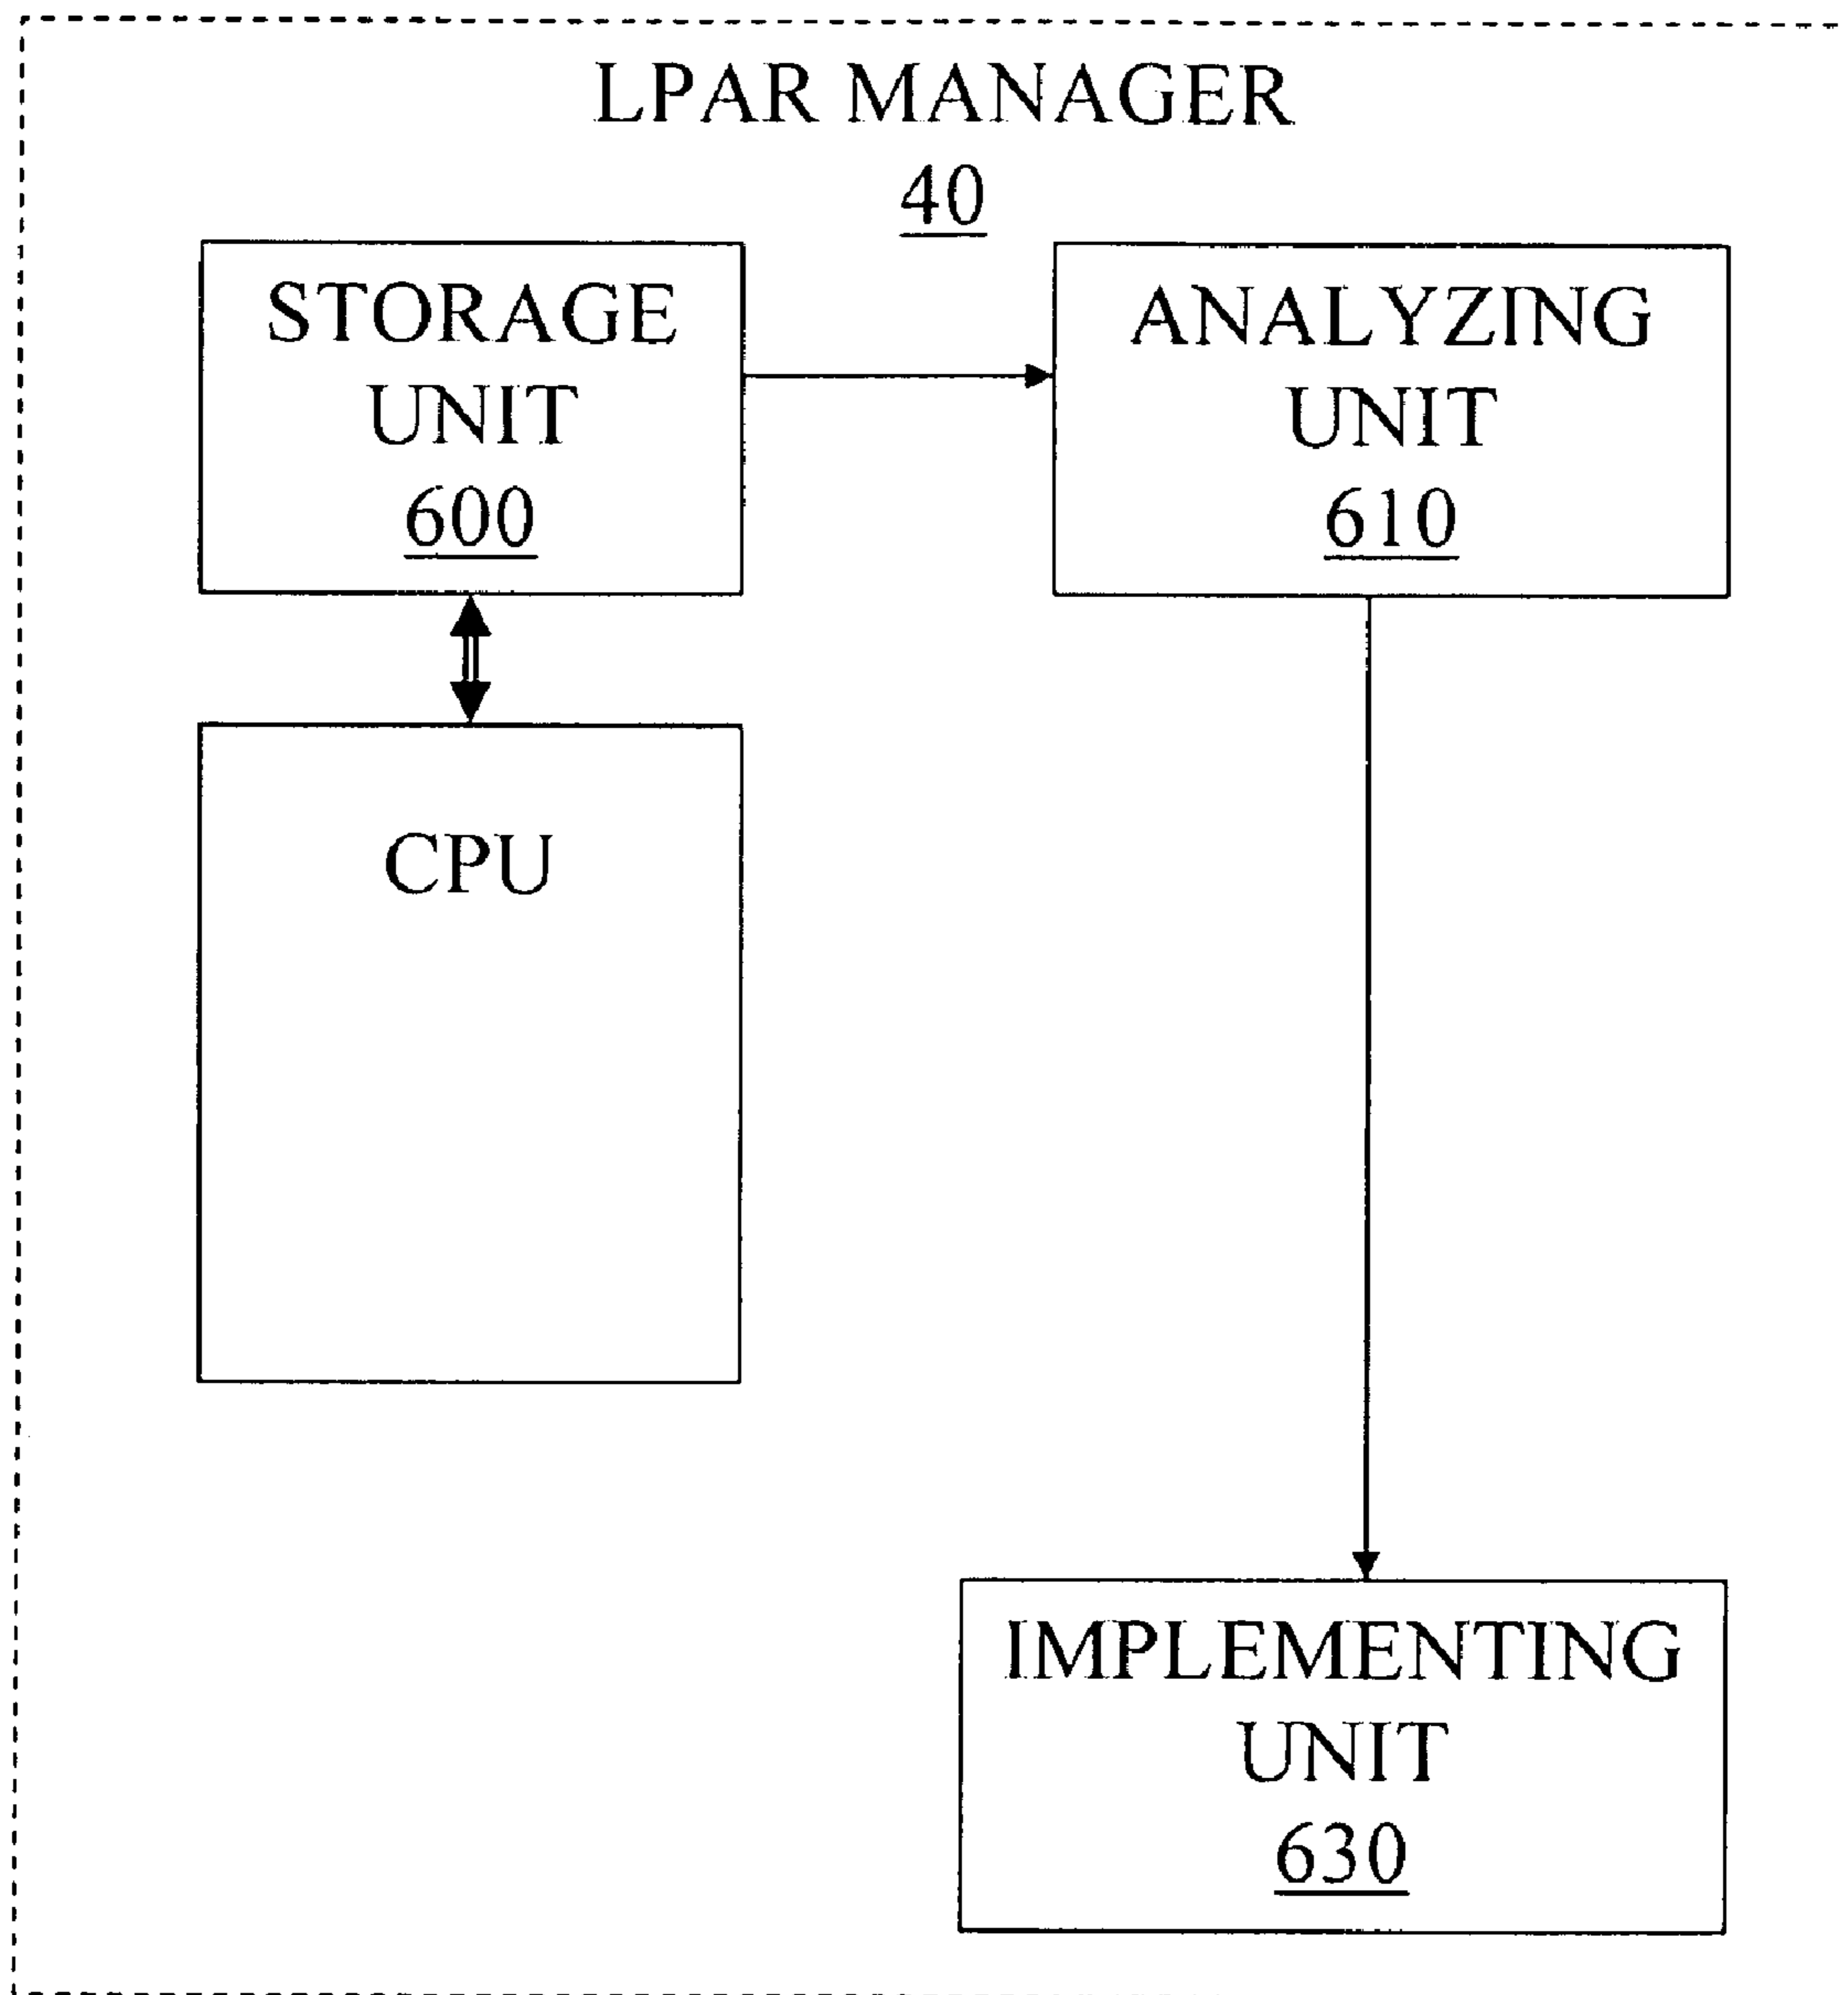 LPAR MANAGER
40
STORAGE
UNIT
600
ANALYZING
UNIT
610
CPU
IMPLEMENTING
UNIT
630